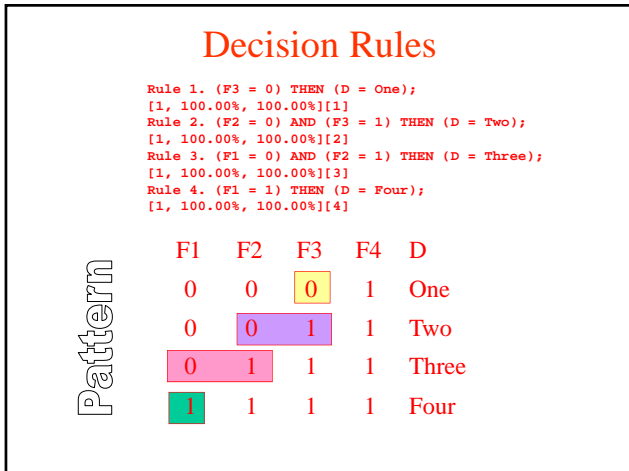 Decision Rules
Rule 1. (F3 = 0) THEN (D = One);
[1, 100.00%, 100.00%][1]
Rule 2. (F2 = 0) AND (F3 = 1) THEN (D = Two);
[1, 100.00%, 100.00%][2]
Rule 3. (F1 = 0) AND (F2 = 1) THEN (D = Three);
[1, 100.00%, 100.00%][3]
Rule 4. (F1 = 1) THEN (D = Four);
[1, 100.00%, 100.00%][4]
Pattern
F1 F2 F3 F4 D
0 0 0 1 One
0 0 1 1 Two
0 1 1 1 Three
1 1 1 1 Four